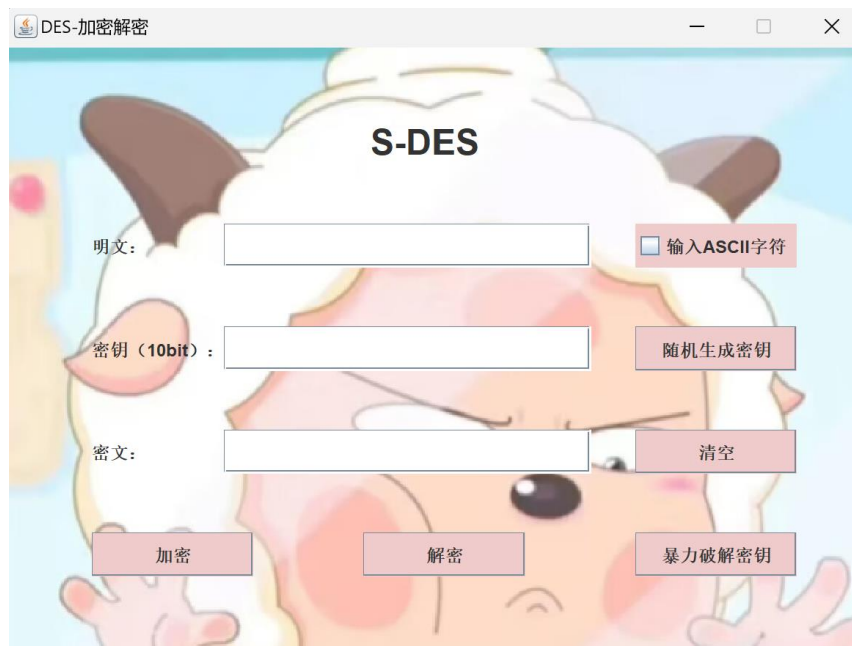 DES-加密解密
S-DES
明文：
输入ASCII字符
密钥（10bit）：
随机生成密钥
密文：
清空
加密
解密
暴力破解密钥